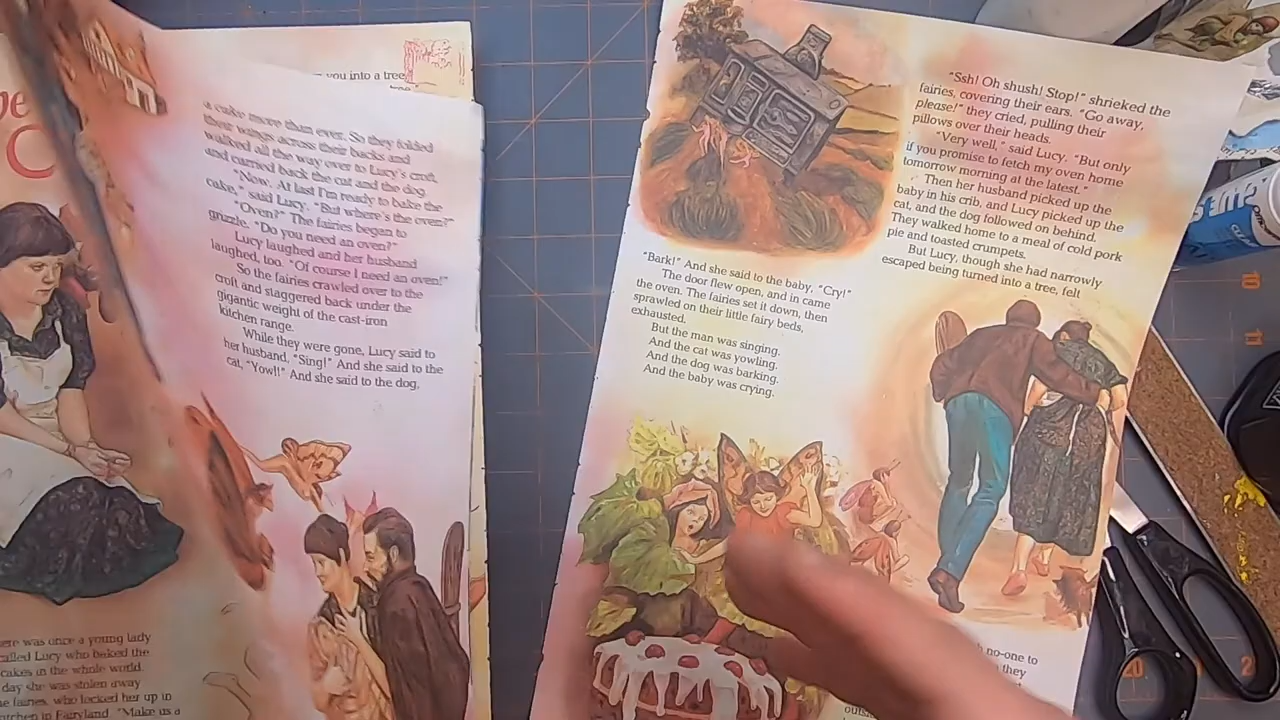 you into a tree
a cake more than ever. So they folded
their wings across their backs and
walked all the way over to Lucy's croft,
and carried back the cat and the dog.
"Now. At last I'm ready to bake the
cake," said Lucy. "But where's the oven?"
"Oven?" The fairies began to
grizzle. "Do you need an oven?"
Lucy laughed and her husband
laughed, too. "Of course I need an oven!"
So the fairies crawled over to the
croft and staggered back under the
gigantic weight of the cast-iron
kitchen range.
While they were gone, Lucy said to
her husband, "Sing!" And she said to the
cat, "Yowl!" And she said to the dog,
ere was once a young lady
called Lucy who baked the
cakes in the whole world.
day she was stolen away
e fairies, who locked her up in
kitchen in Fairyland. "Make us a
"Bark!" And she said to the baby, "Cry!"
The door flew open, and in came
the oven. The fairies set it down, then
sprawled on their little fairy beds,
exhausted.
But the man was singing.
And the cat was yowling.
And the dog was barking.
And the baby was crying.
"Ssh! Oh shush! Stop!" shrieked the
fairies, covering their ears. "Go away,
please!" they cried, pulling their
pillows over their heads.
"Very well," said Lucy. "But only
if you promise to fetch my oven home
tomorrow morning at the latest."
Then her husband picked up the
baby in his crib, and Lucy picked up the
cat, and the dog followed on behind.
They walked home to a meal of cold pork
pie and toasted crumpets.
But Lucy, though she had narrowly
escaped being turned into a tree, felt
no-one to
they
10
11
20